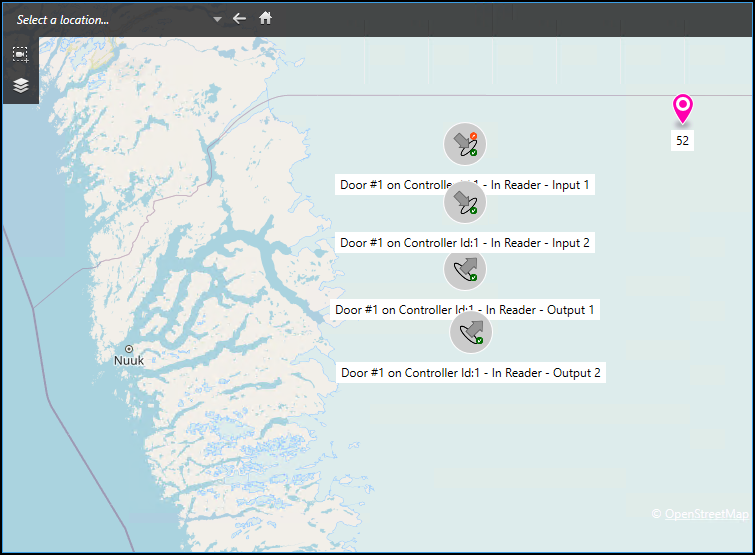 Select a location...
52
Door #1 on Controller Id:1 - In Reader - Input 1
Door #1 on Controller Id:1 - In Reader - Input 2
Door #1 on Controller Id:1 - In Reader - Output 1
Nuuk
Door #1 on Controller Id:1 - In Reader - Output 2
© OpenStreetMap